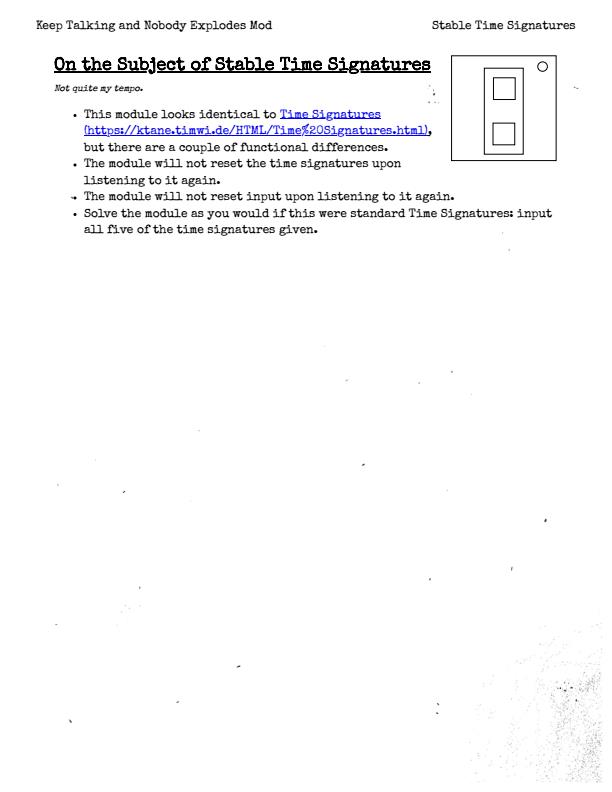 Keep Talking and Nobody Explodes Mod
Stable Time Signatures
On the Subject of Stable Time Signatures
Not quite my tempo.
• This module looks identical to Time Signatures
(https://ktane.timwi.de/HTML/Time%20Signatures.html),
but there are a couple of functional differences.
• The module will not reset the time signatures upon
listening to it again.
• The module will not reset input upon listening to it again.
• Solve the module as you would if this were standard Time Signatures: input
all five of the time signatures given.